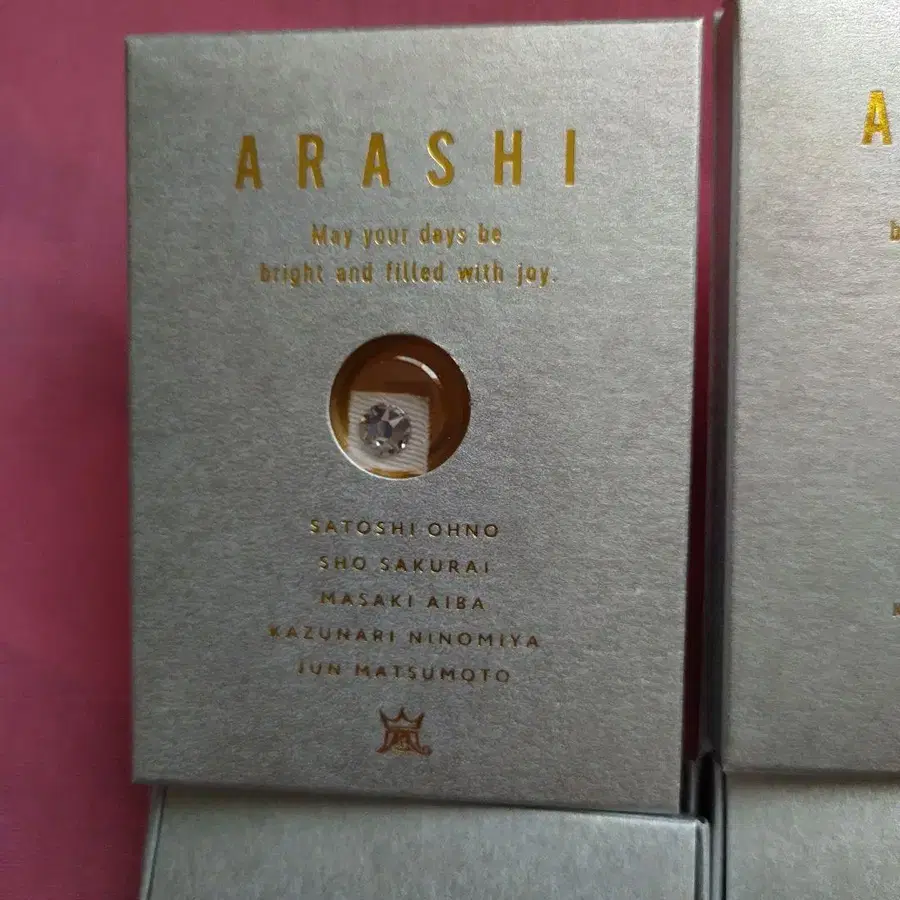 ARASHI
May your days be
bright and filled with joy.
SATOSHI OHNO
SHO SAKURAI
MASAKI AIBA
KAZUNARI NINOMIYA
JUN MATSUMOTO
A
b